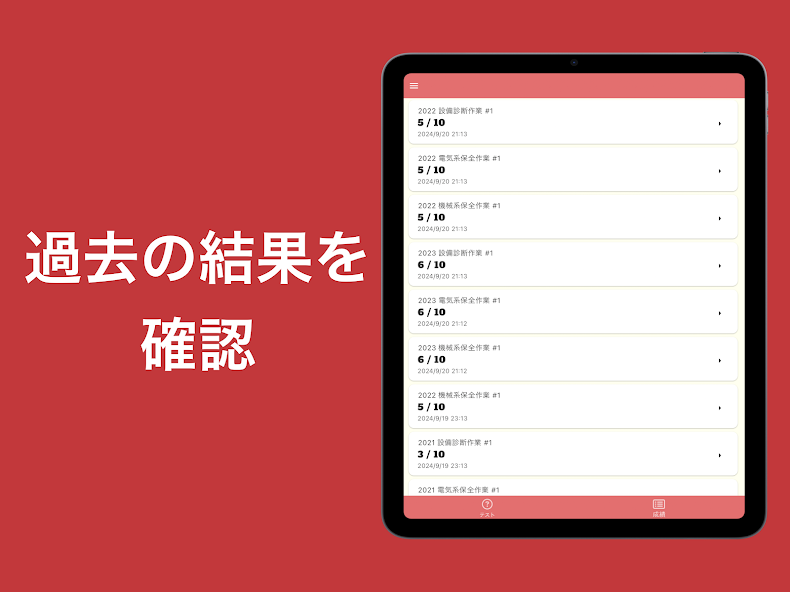 過去の結果を
確認
2022 設備診断作業 #1
5 / 10
2024/9/20 21:13
2022 電気系保全作業 #1
5 / 10
2024/9/20 21:13
2022 機械系保全作業 #1
5 / 10
2024/9/20 21:13
2023 設備診断作業 #1
6 / 10
2024/9/20 21:13
2023 電気系保全作業 #1
6 / 10
2024/9/20 21:12
2023 機械系保全作業 #1
6 / 10
2024/9/20 21:12
2022 機械系保全作業 #1
5 / 10
2024/9/19 23:13
2021 設備診断作業 #1
3 / 10
2024/9/19 23:13
2021 電気系保全作業 #1
テスト
成績